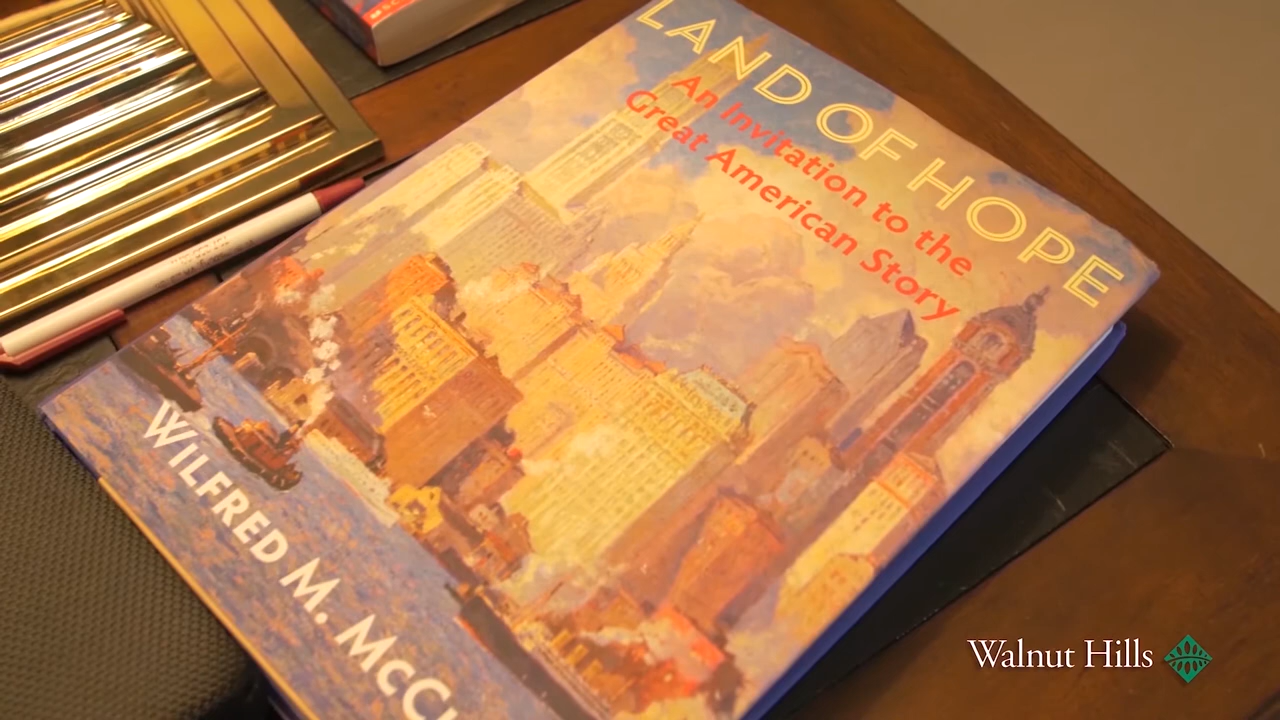 LAND OF HOPE
An Invitation to the
Great American Story
WILFRED M. MCC
Walnut Hills